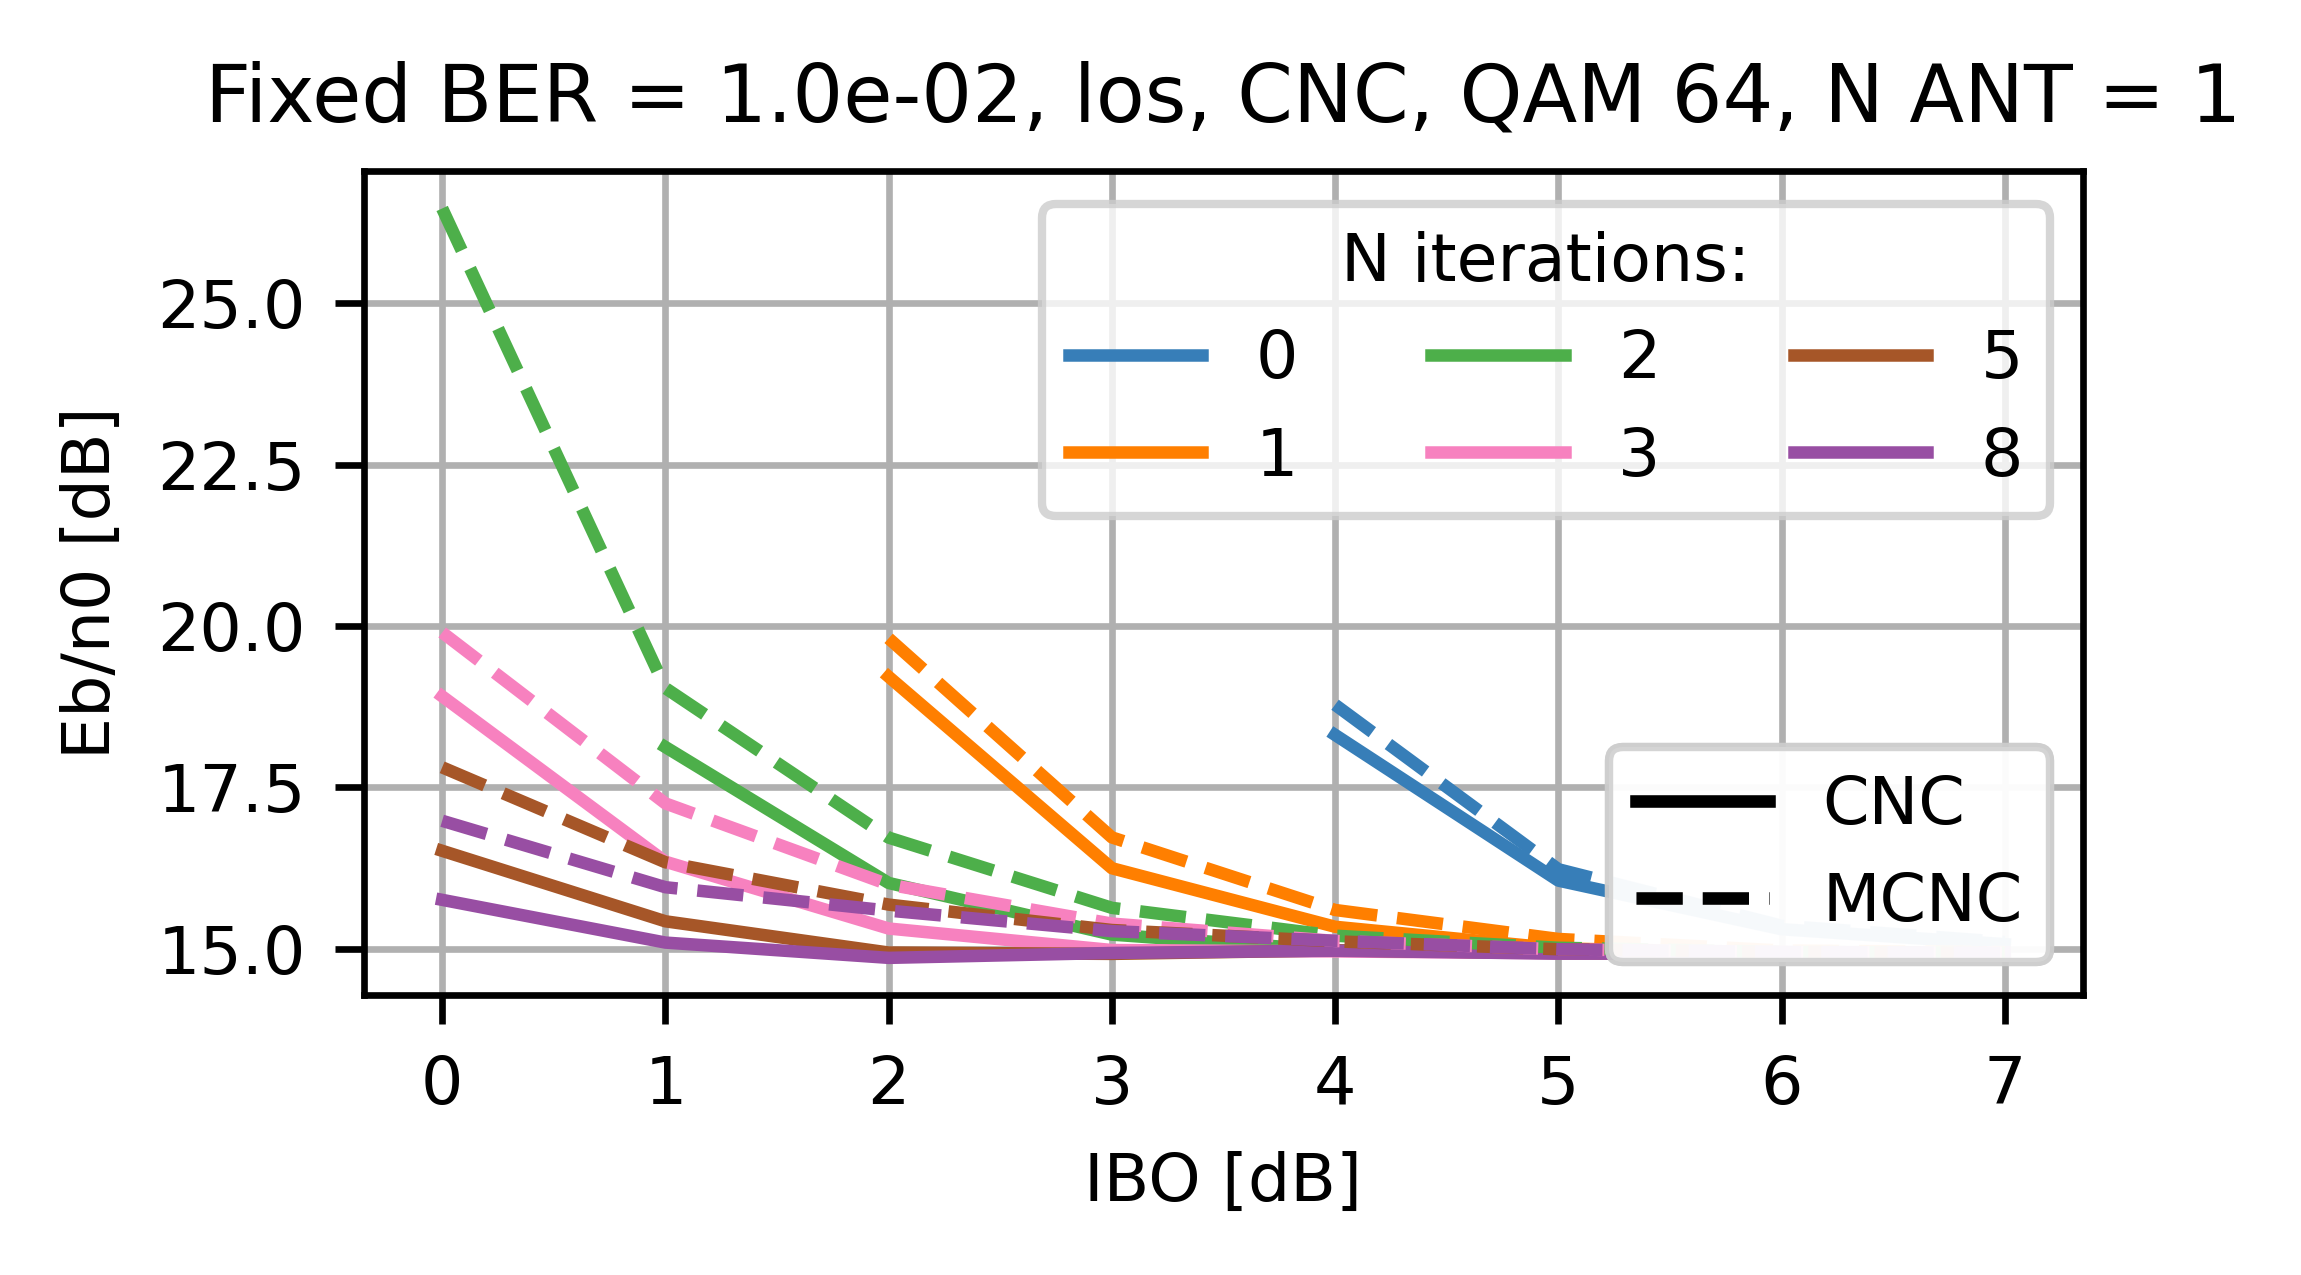 Fixed BER = 1.0e-02, los, CNC, QAM 64, N ANT = 1
Eb/n0 [dB]
25.0
22.5
20.0
17.5
15.0
N iterations:
0 2 5
1 3 8
CNC
MCNC
0 1 2 3 4 5 6 7
IBO [dB]